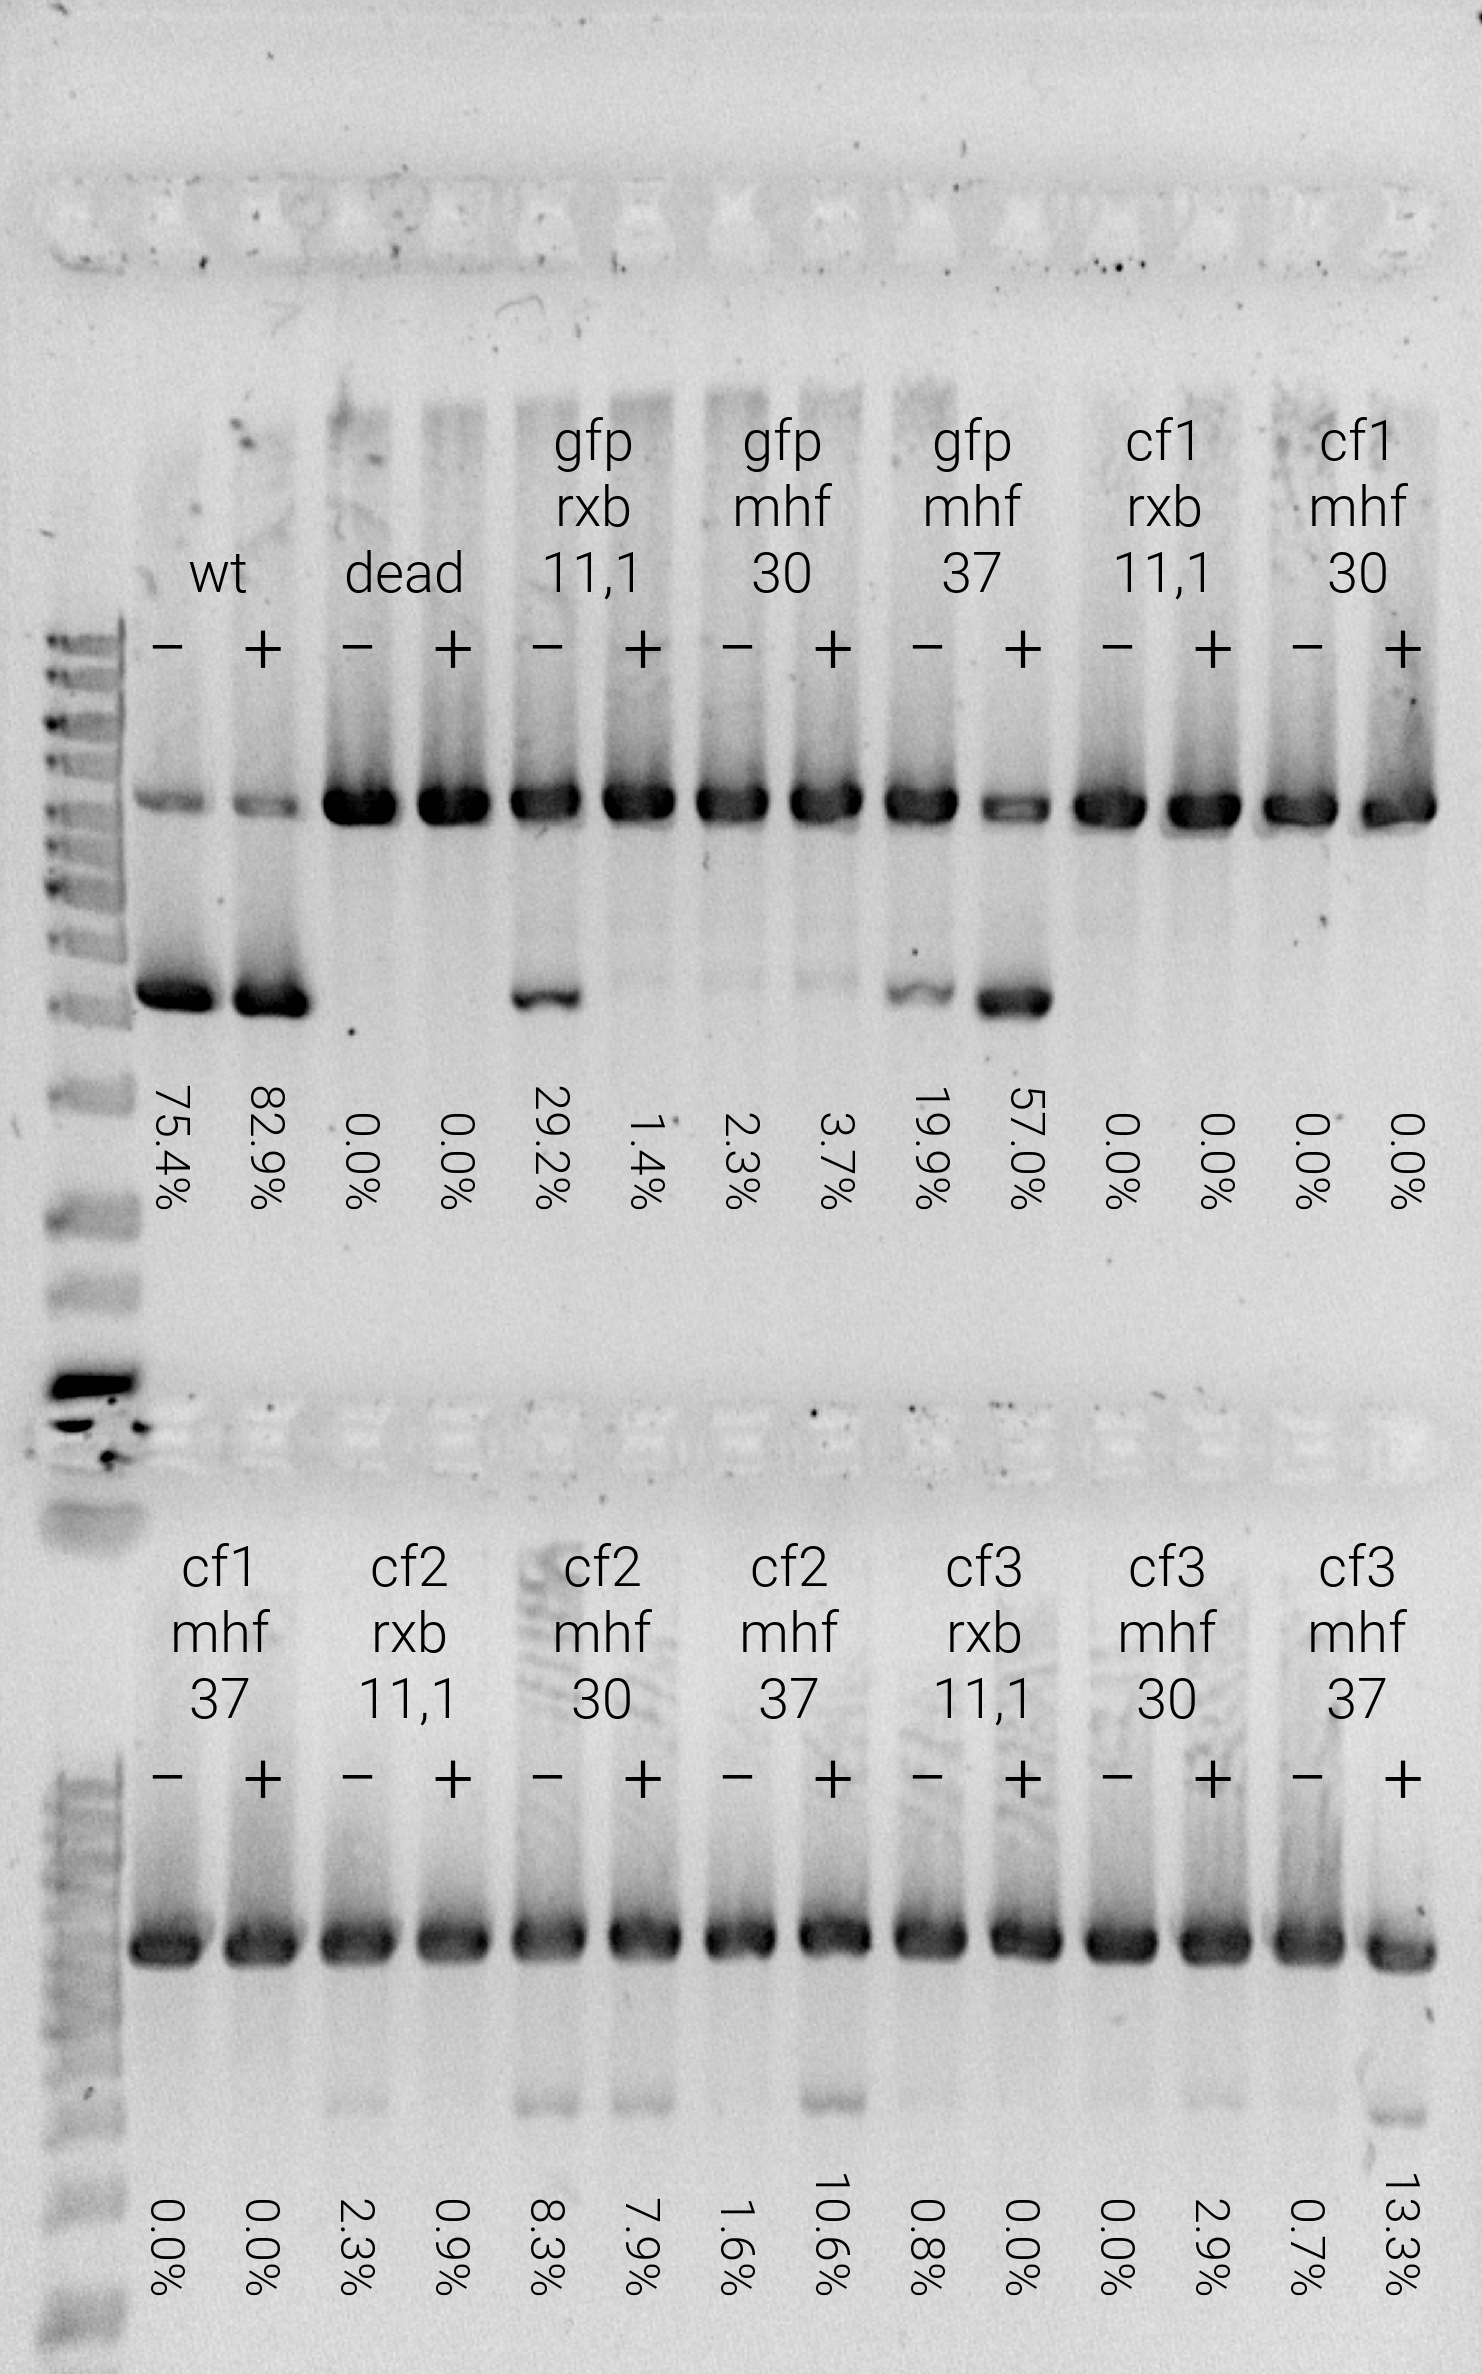 gfp gfp gfp cf1 cf1
rxb mhf mhf rxb mhf
wt dead 11,1 30 37 11,1 30
− + − + − + − + − + − + − +
75.4% 82.9% 0.0% 0.0% 29.2% 1.4% 2.3% 3.7% 19.9% 57.0% 0.0% 0.0% 0.0% 0.0%
cf1 cf2 cf2 cf2 cf3 cf3 cf3
mhf rxb mhf mhf rxb mhf mhf
37 11,1 30 37 11,1 30 37
− + − + − + − + − + − + − +
0.0% 0.0% 2.3% 0.9% 8.3% 7.9% 1.6% 10.6% 0.8% 0.0% 0.0% 2.9% 0.7% 13.3%